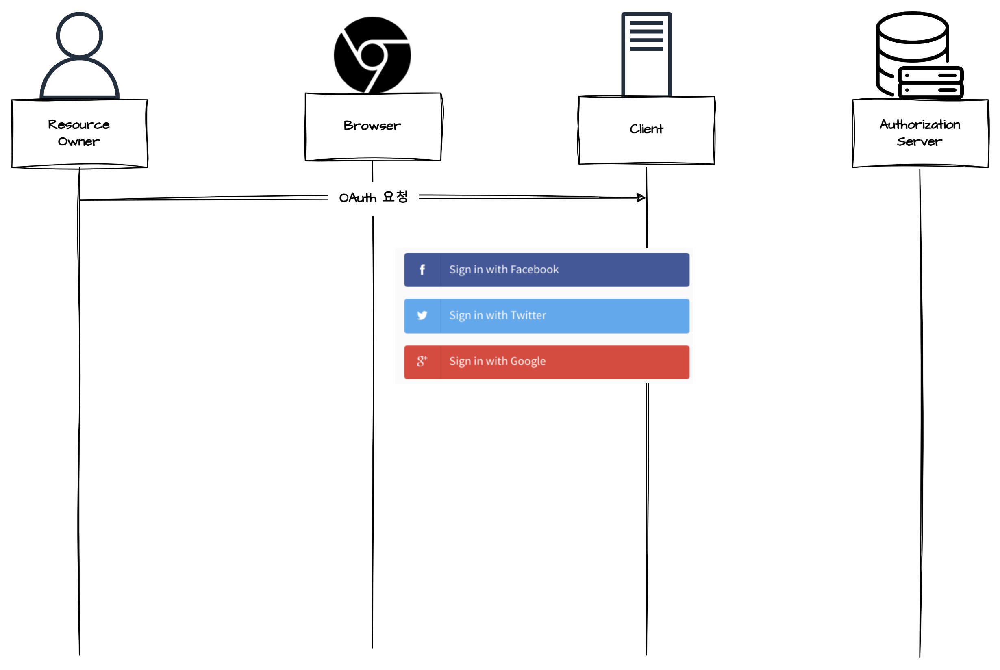 Resource
Owner
Browser
Client
Authorization
Server
OAuth 요청
f
Sign in with Facebook
Sign in with Twitter
g+
Sign in with Google